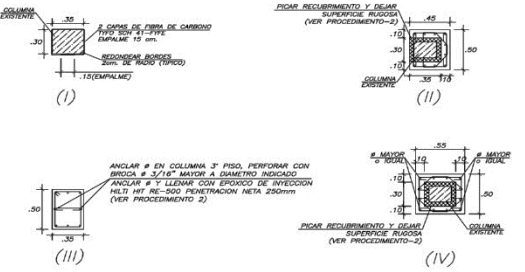 COLUMNA
EXISTENTE
.35
.30
2 CAPAS DE FIBRA DE CARBONO
TYFO SCH 41-FYFE
EMPALME 15 cm.
REDONDEAR BORDES
2cm. DE RADIO (TIPICO)
.15(EMPALME)
(I)
PICAR RECUBRIMIENTO Y DEJAR
SUPERFICIE RUGOSA
(VER PROCEDIMIENTO-2)
.45
.10
.30
.10
.50
COLUMNA
EXISTENTE
.35
.10
(II)
ANCLAR ø EN COLUMNA 3° PISO, PERFORAR CON
BROCA ø 3/16" MAYOR A DIAMETRO INDICADO
ANCLAR ø Y LLENAR CON EPOXICO DE INYECCION
HILTI HIT RE-500 PENETRACION NETA 250mm
(VER PROCEDIMIENTO 2)
.50
.35
(III)
.55
ø MAYOR
o IGUAL
.10
.10
ø MAYOR
o IGUAL
.10
.30
.10
.50
PICAR RECUBRIMIENTO Y DEJAR
SUPERFICIE RUGOSA
(VER PROCEDIMIENTO-2)
COLUMNA
EXISTENTE
(IV)